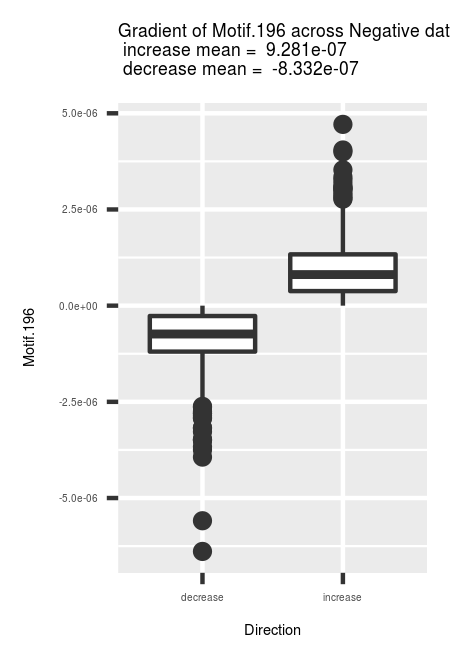 Gradient of Motif.196 across Negative dat
increase mean =  9.281e-07
decrease mean =  -8.332e-07
5.0e-06
2.5e-06
0.0e+00
-2.5e-06
-5.0e-06
Motif.196
decrease
increase
Direction